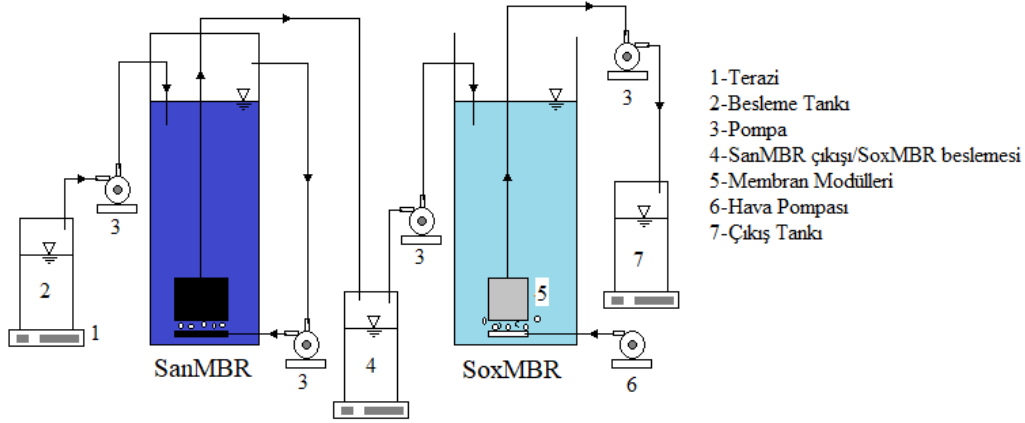 3
3
1-Terazi
2-Besleme Tankı
3-Pompa
4-SanMBR çıkışı/SoxMBR beslemesi
5-Membran Modülleri
6-Hava Pompası
7-Çıkış Tankı
3
2
1
SanMBR
3
4
5
SoxMBR
6
7